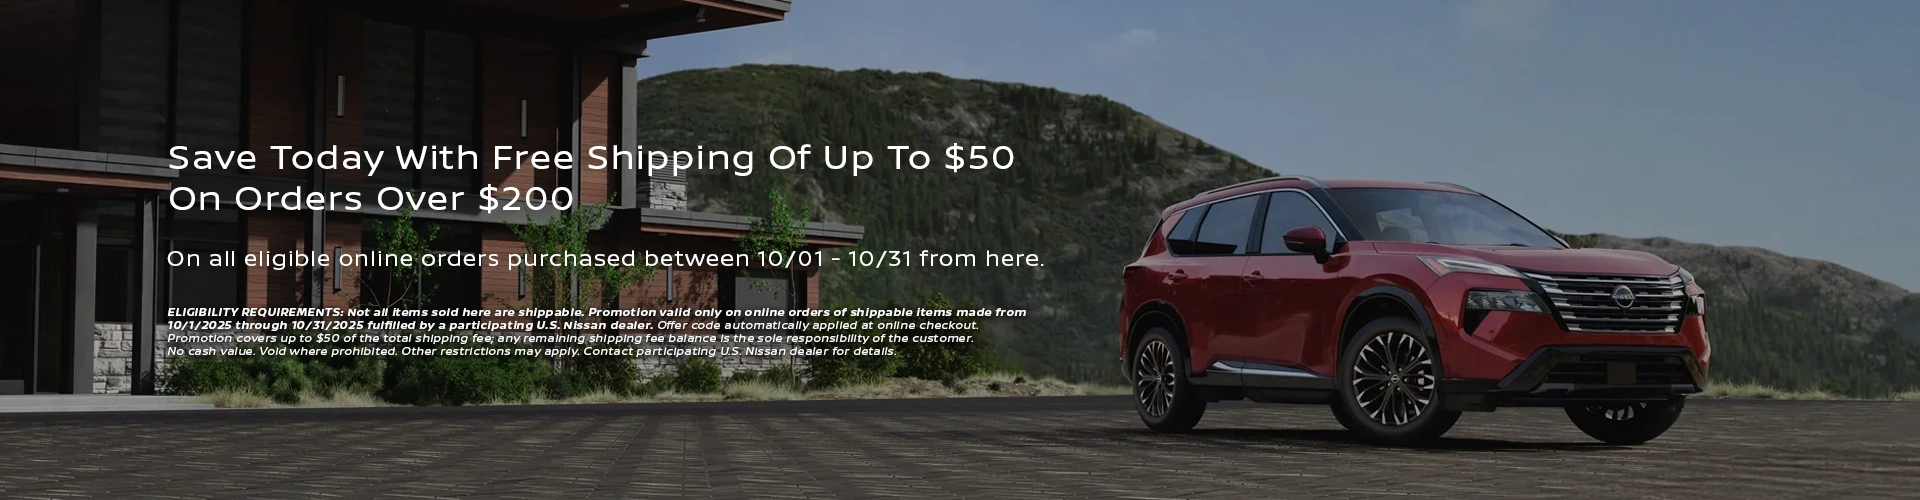 Save Today With Free Shipping Of Up To $50
On Orders Over $200
On all eligible online orders purchased between 10/01 - 10/31 from here.
ELIGIBILITY REQUIREMENTS: Not all items sold here are shippable. Promotion valid only on online orders of shippable items made from
10/1/2025 through 10/31/2025 fulfilled by a participating U.S. Nissan dealer. Offer code automatically applied at online checkout.
Promotion covers up to $50 of the total shipping fee; any remaining shipping fee balance is the sole responsibility of the customer.
No cash value. Void where prohibited. Other restrictions may apply. Contact participating U.S. Nissan dealer for details.
NISSAN